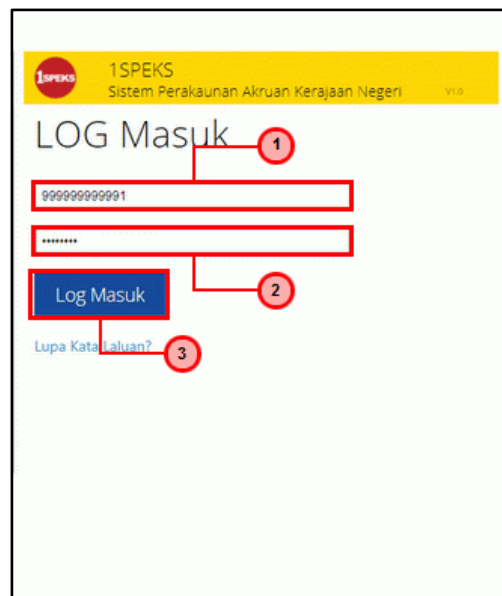 1SPEKS
1SPEKS
Sistem Perakaunan Akruan Kerajaan Negeri V1.0
LOG Masuk
1
999999999991
••••••••
2
Log Masuk
Lupa Kata Laluan?
3